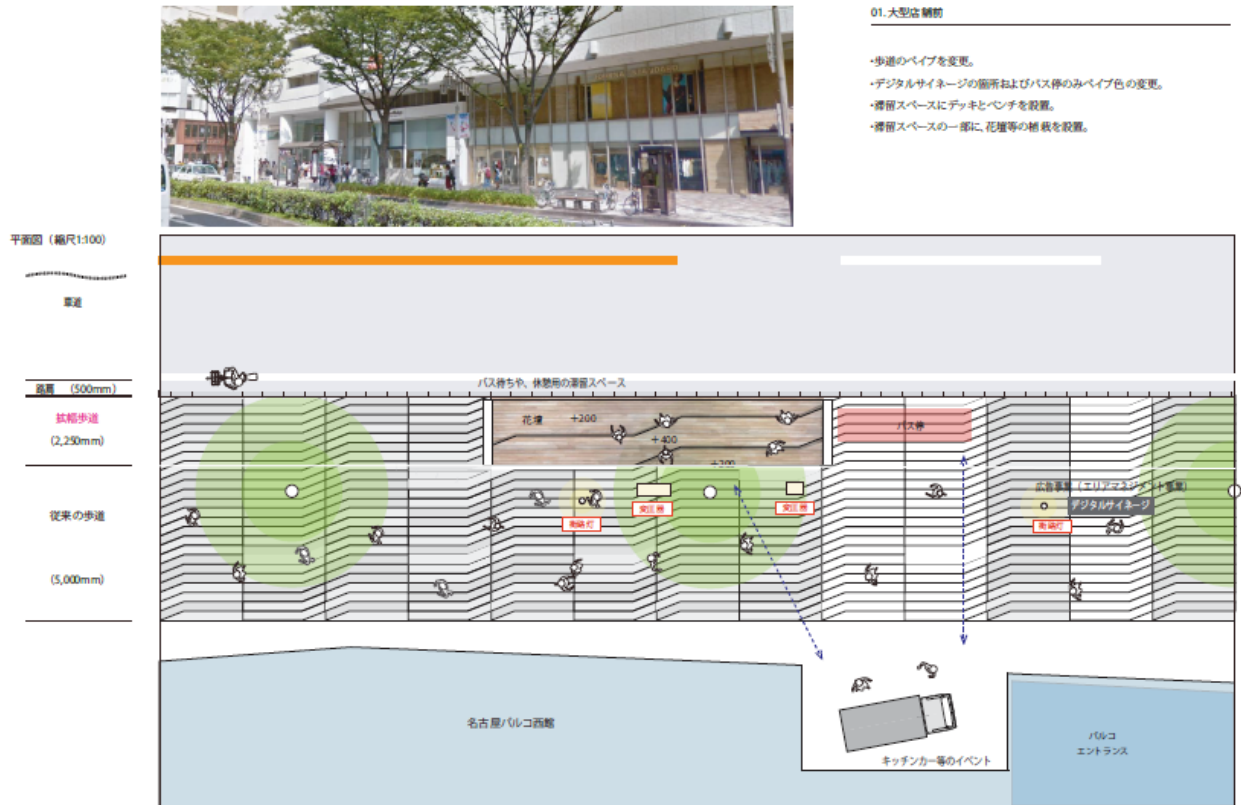 01.大型店舗前
・歩道のペイブを変更。
・デジタルサイネージの箇所およびバス停のみペイブ色の変更。
・滞留スペースにデッキとベンチを設置。
・滞留スペースの一部に、花壇等の植栽を設置。
平面図（縮尺1:100）
車道
路肩 (500mm)
バス待ちや、休憩用の滞留スペース
拡幅歩道
(2,250mm)
花壇
+200
+400
+200
バス停
従来の歩道
(5,000mm)
街路灯
変圧器
変圧器
広告事業（エリアマネジメント事業）
デジタルサイネージ
街路灯
名古屋パルコ西館
キッチンカー等のイベント
パルコ
エントランス